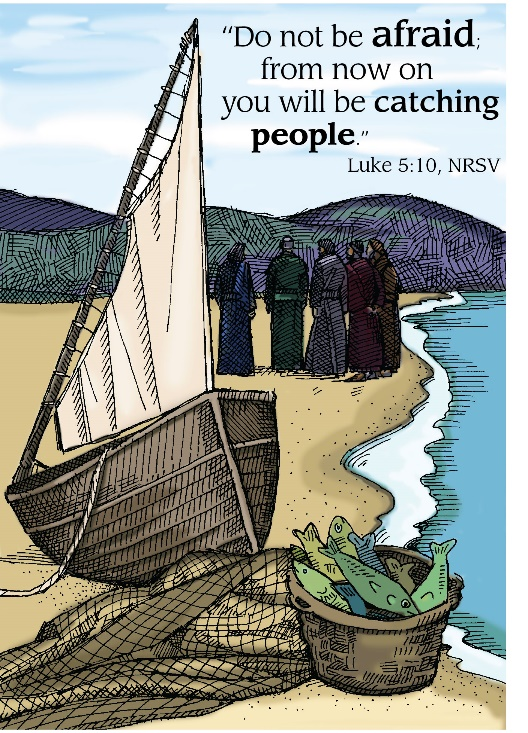 “Do not be afraid;
from now on
you will be catching
people.”
Luke 5:10, NRSV